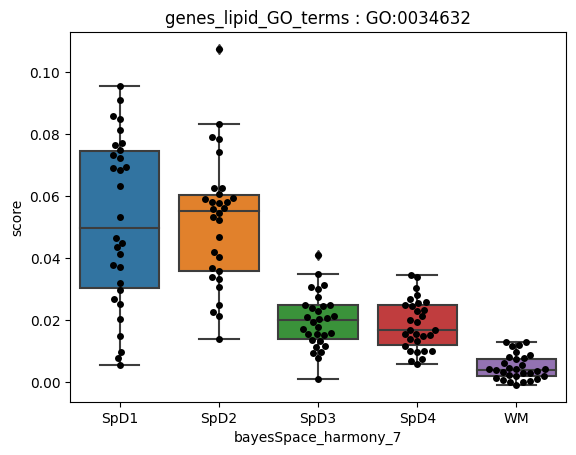 genes_lipid_GO_terms : GO:0034632
score
0.10
0.08
0.06
0.04
0.02
0.00
SpD1 SpD2 SpD3 SpD4 WM
bayesSpace_harmony_7